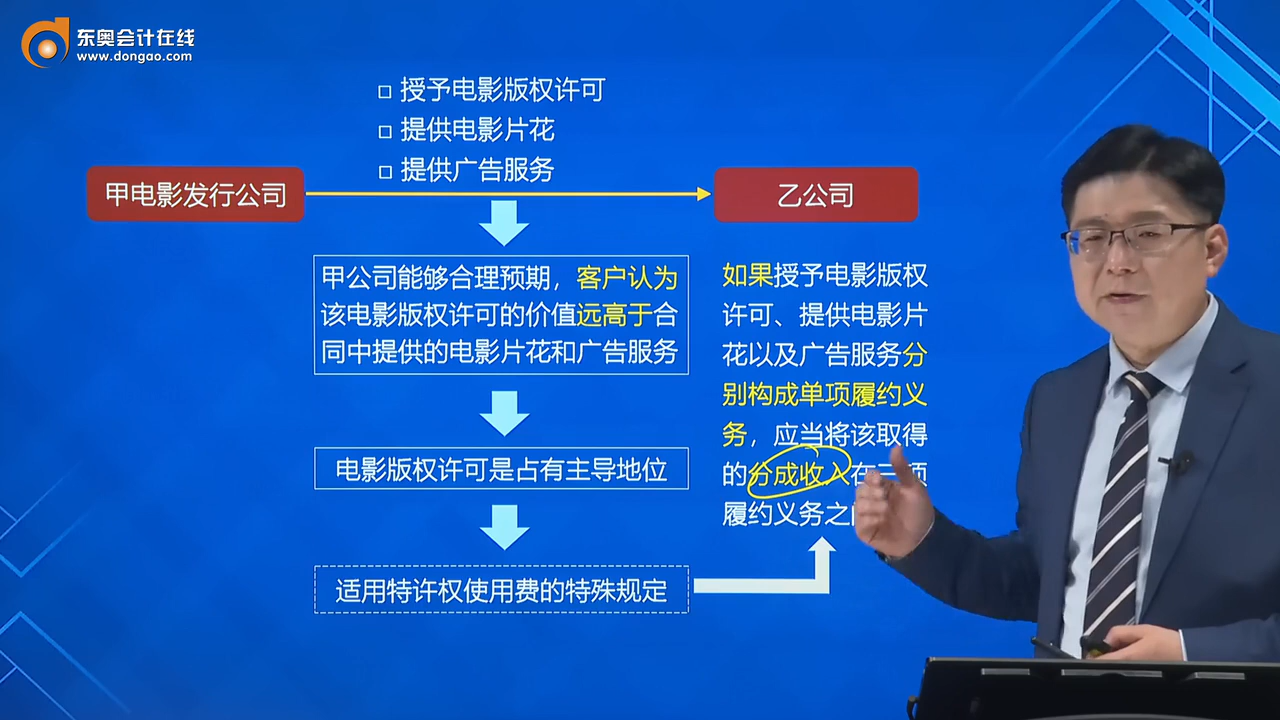 东奥会计在线
www.dongao.com
□ 授予电影版权许可
□ 提供电影片花
□ 提供广告服务
甲电影发行公司
乙公司
甲公司能够合理预期，客户认为
该电影版权许可的价值远高于合
同中提供的电影片花和广告服务
电影版权许可是占有主导地位
适用特许权使用费的特殊规定
如果授予电影版权
许可、提供电影片
花以及广告服务分
别构成单项履约义
务，应当将该取得
的分成收入在三项
履约义务之